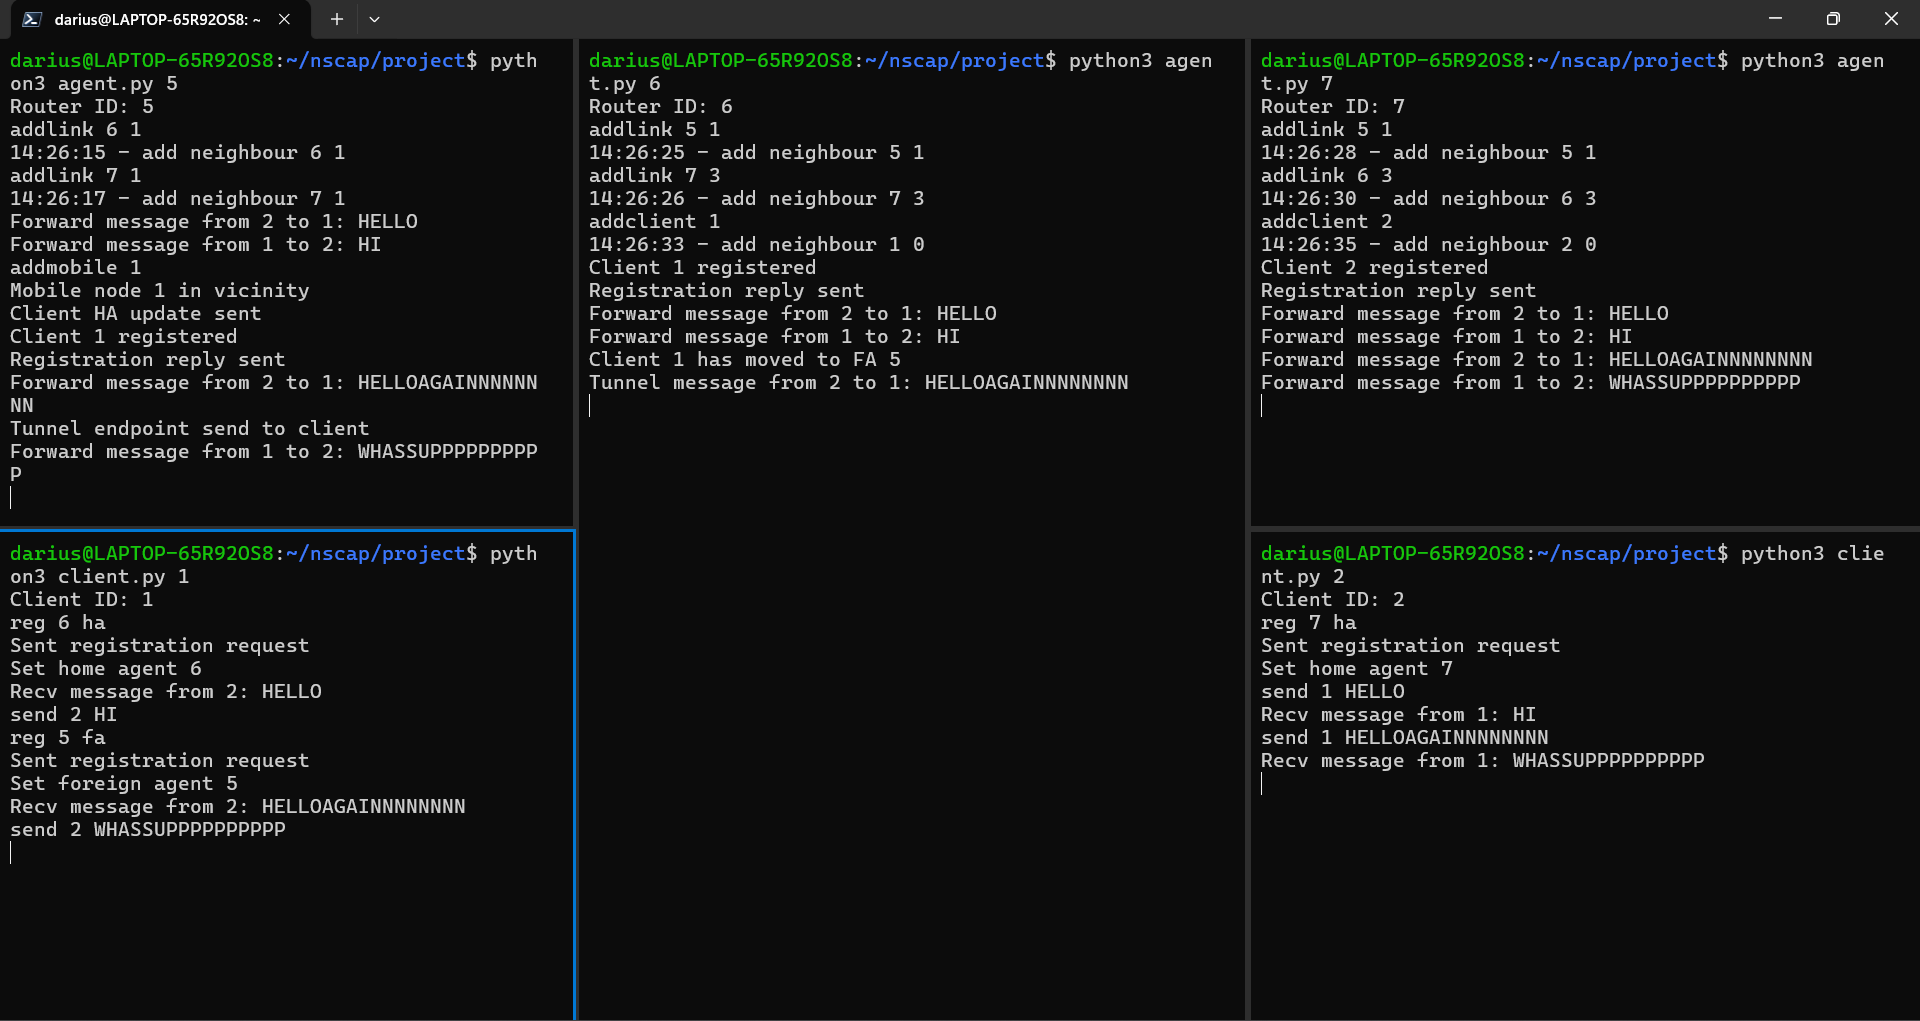 darius@LAPTOP-65R92OS8: ~
darius@LAPTOP-65R92OS8:~/nscap/project$ pyth
on3 agent.py 5
Router ID: 5
addlink 6 1
14:26:15 - add neighbour 6 1
addlink 7 1
14:26:17 - add neighbour 7 1
Forward message from 2 to 1: HELLO
Forward message from 1 to 2: HI
addmobile 1
Mobile node 1 in vicinity
Client HA update sent
Client 1 registered
Registration reply sent
Forward message from 2 to 1: HELLOAGAINNNNNN
NN
Tunnel endpoint send to client
Forward message from 1 to 2: WHASSUPPPPPPPPP
P
darius@LAPTOP-65R92OS8:~/nscap/project$ python3 agen
t.py 6
Router ID: 6
addlink 5 1
14:26:25 - add neighbour 5 1
addlink 7 3
14:26:26 - add neighbour 7 3
addclient 1
14:26:33 - add neighbour 1 0
Client 1 registered
Registration reply sent
Forward message from 2 to 1: HELLO
Forward message from 1 to 2: HI
Client 1 has moved to FA 5
Tunnel message from 2 to 1: HELLOAGAINNNNNNNN
darius@LAPTOP-65R92OS8:~/nscap/project$ python3 agen
t.py 7
Router ID: 7
addlink 5 1
14:26:28 - add neighbour 5 1
addlink 6 3
14:26:30 - add neighbour 6 3
addclient 2
14:26:35 - add neighbour 2 0
Client 2 registered
Registration reply sent
Forward message from 2 to 1: HELLO
Forward message from 1 to 2: HI
Forward message from 2 to 1: HELLOAGAINNNNNNNN
Forward message from 1 to 2: WHASSUPPPPPPPPPP
darius@LAPTOP-65R92OS8:~/nscap/project$ pyth
on3 client.py 1
Client ID: 1
reg 6 ha
Sent registration request
Set home agent 6
Recv message from 2: HELLO
send 2 HI
reg 5 fa
Sent registration request
Set foreign agent 5
Recv message from 2: HELLOAGAINNNNNNNN
send 2 WHASSUPPPPPPPPPP
darius@LAPTOP-65R92OS8:~/nscap/project$ python3 clie
nt.py 2
Client ID: 2
reg 7 ha
Sent registration request
Set home agent 7
send 1 HELLO
Recv message from 1: HI
send 1 HELLOAGAINNNNNNNN
Recv message from 1: WHASSUPPPPPPPPPP